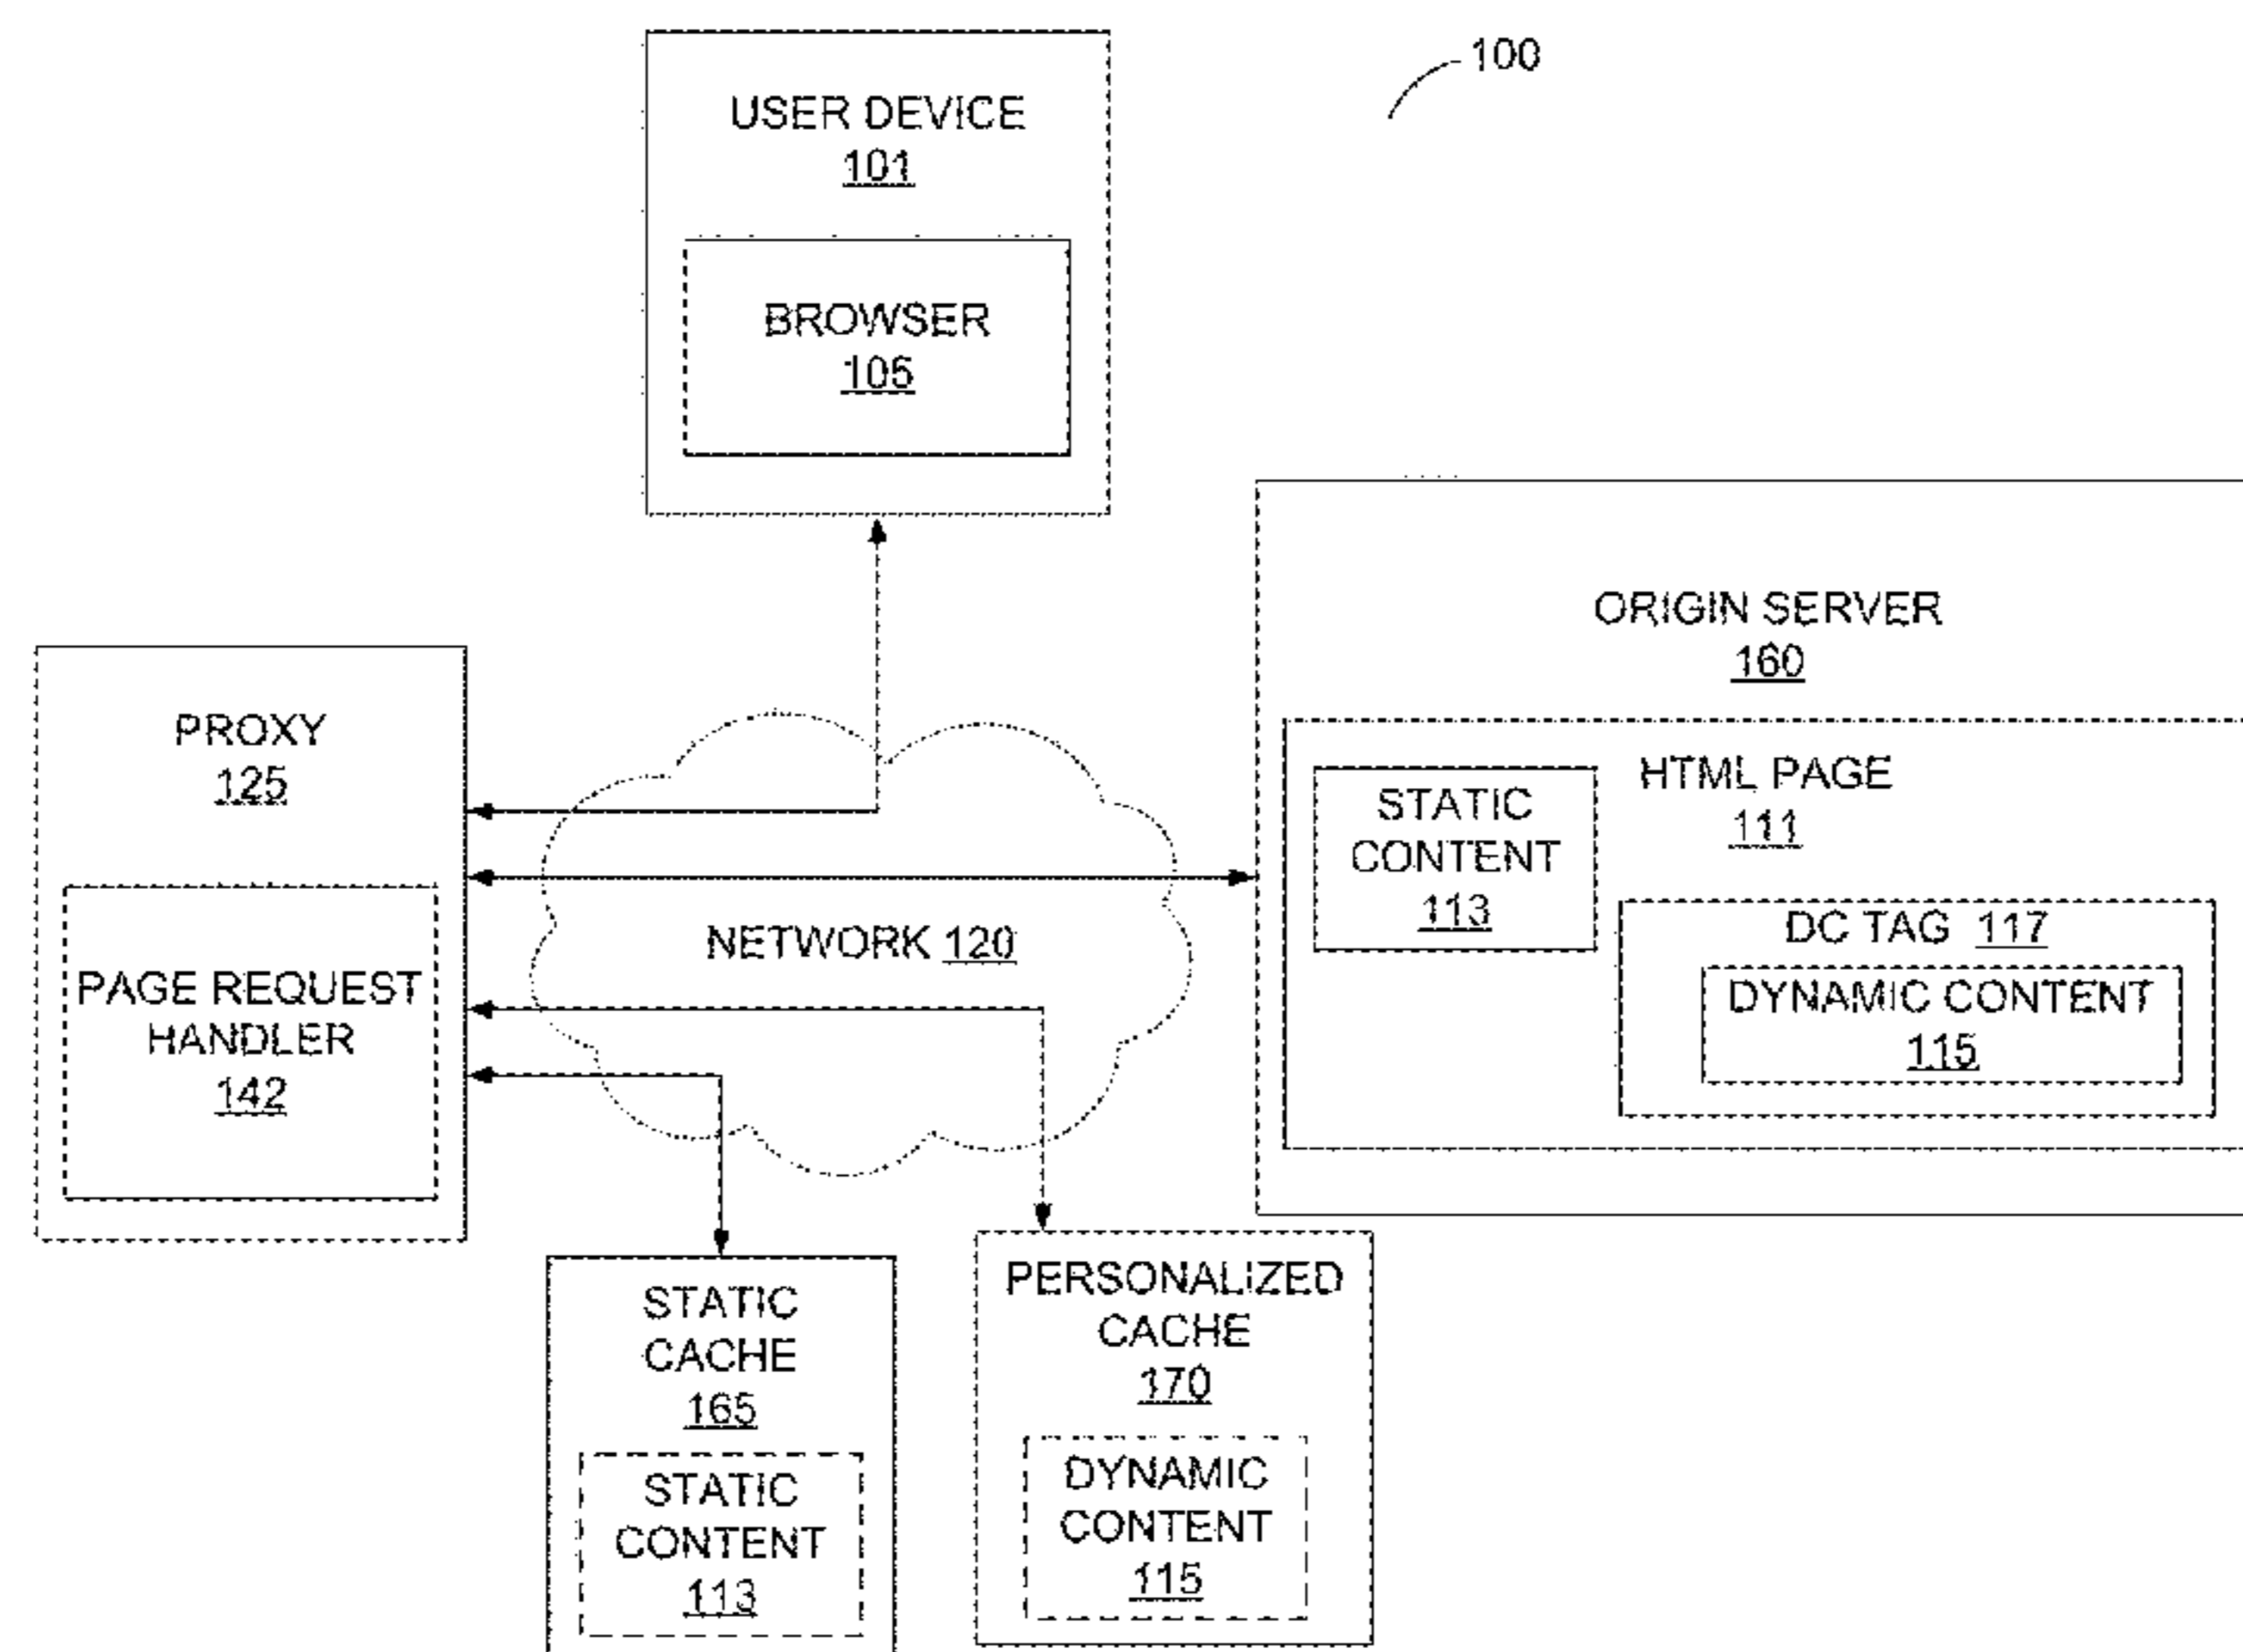 100
USER DEVICE
101
BROWSER
105
ORIGIN SERVER
160
HTML PAGE
111
STATIC
CONTENT
113
DC TAG 117
DYNAMIC CONTENT
115
PROXY
125
PAGE REQUEST
HANDLER
142
NETWORK 120
STATIC
CACHE
165
STATIC
CONTENT
113
PERSONALIZED
CACHE
170
DYNAMIC
CONTENT
115